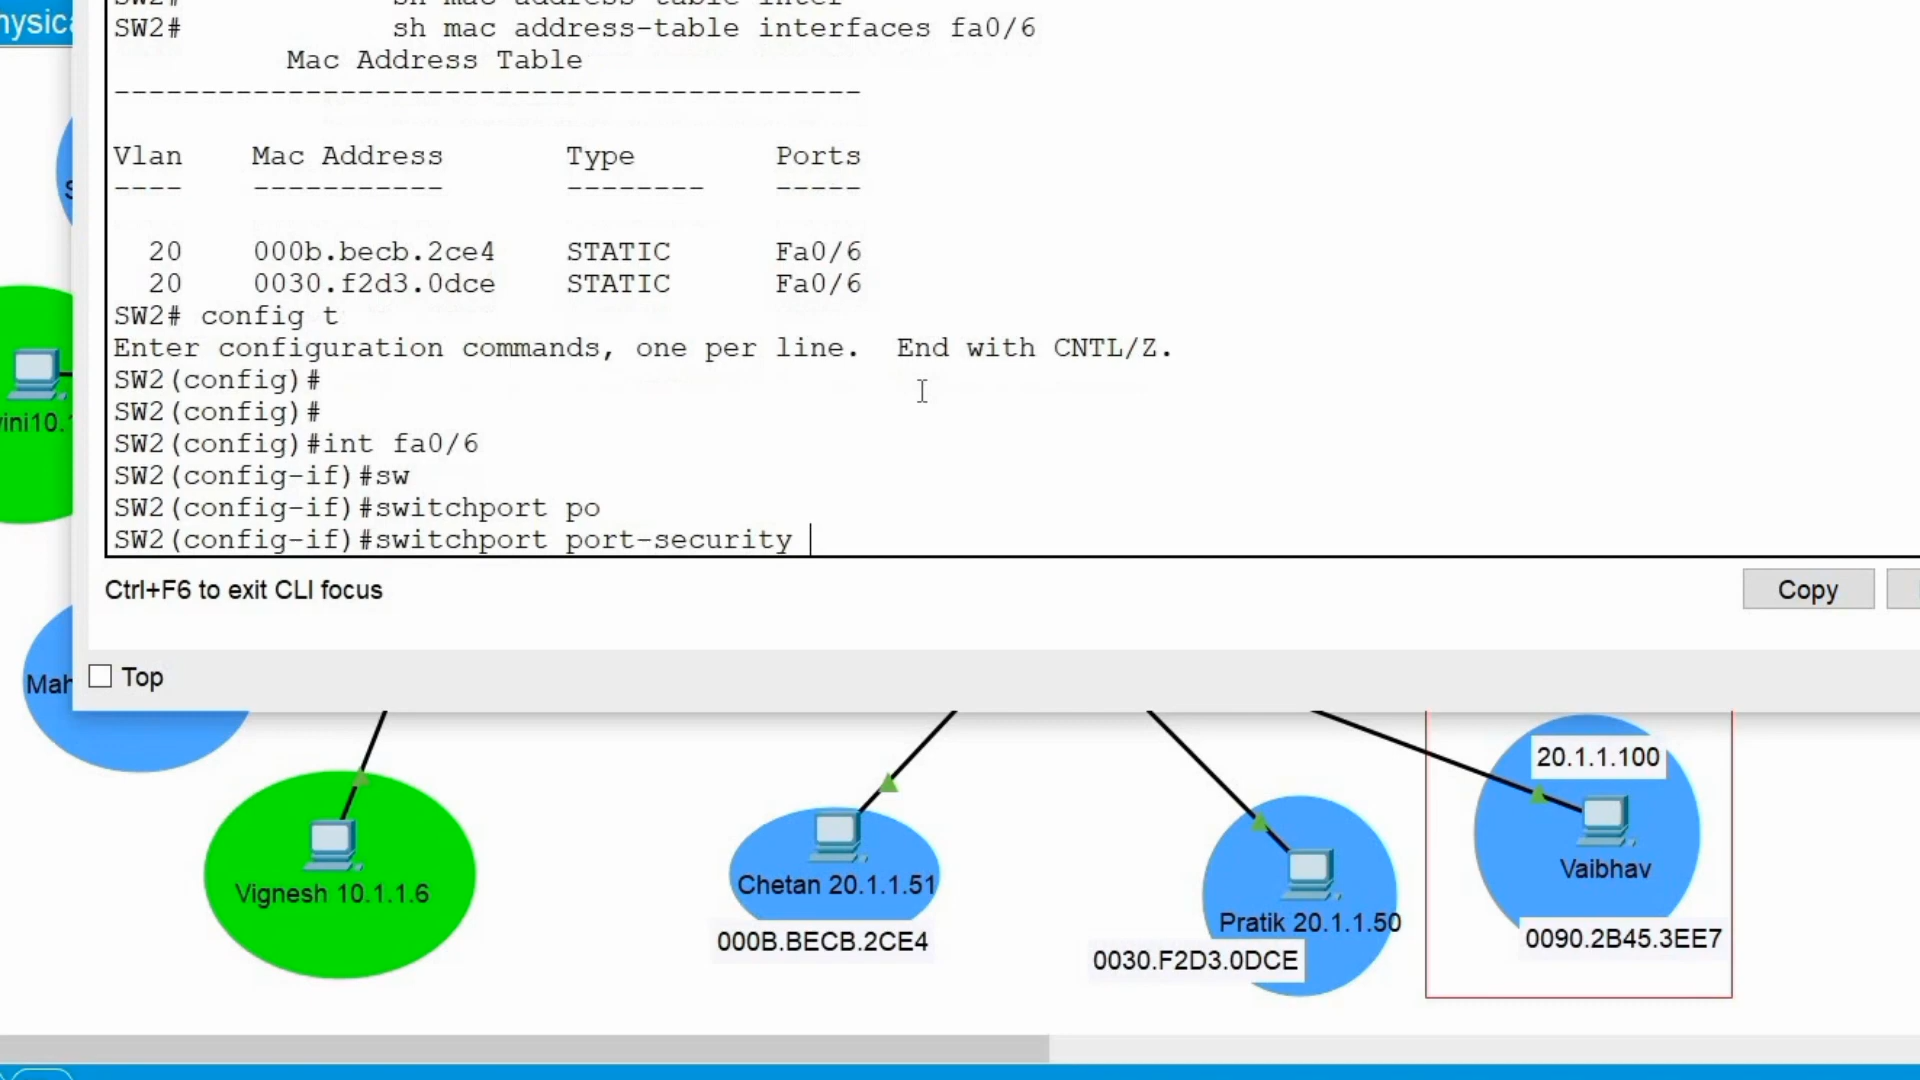 SW2# sh mac address-table interfaces fa0/6
Mac Address Table
-------------------------------------------
Vlan Mac Address Type Ports
---- ----------- -------- -----
20 000b.becb.2ce4 STATIC Fa0/6
20 0030.f2d3.0dce STATIC Fa0/6
SW2# config t
Enter configuration commands, one per line. End with CNTL/Z.
SW2(config)#
SW2(config)#
SW2(config)#int fa0/6
SW2(config-if)#sw
SW2(config-if)#switchport po
SW2(config-if)#switchport port-security
Ctrl+F6 to exit CLI focus
Copy
Top
20.1.1.100
Vaibhav
0090.2B45.3EE7
Vignesh 10.1.1.6
Chetan 20.1.1.51
000B.BECB.2CE4
Pratik 20.1.1.50
0030.F2D3.0DCE